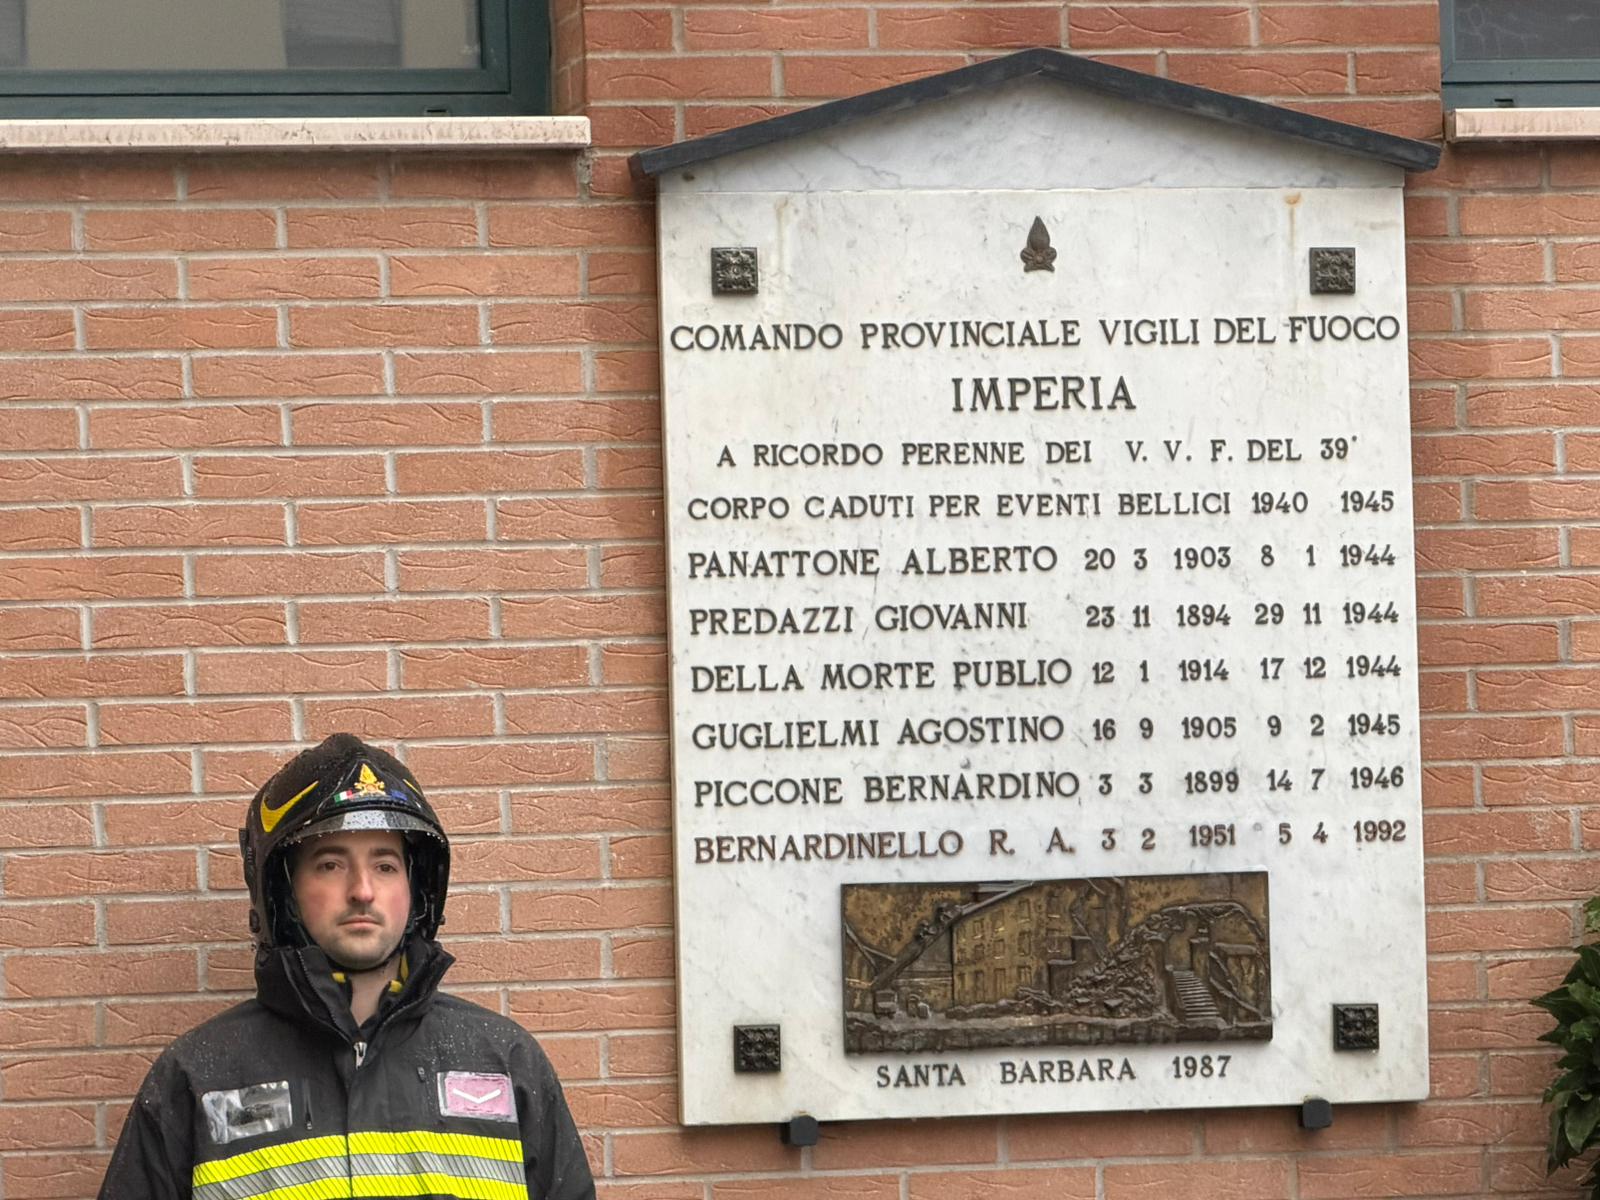 COMANDO PROVINCIALE VIGILI DEL FUOCO
IMPERIA
A RICORDO PERENNE DEI V. V. F. DEL 39°
CORPO CADUTI PER EVENTI BELLICI 1940 1945
PANATTONE ALBERTO 20 3 1903 8 1 1944
PREDAZZI GIOVANNI 23 11 1894 29 11 1944
DELLA MORTE PUBLIO 12 1 1914 17 12 1944
GUGLIELMI AGOSTINO 16 9 1905 9 2 1945
PICCONE BERNARDINO 3 3 1899 14 7 1946
BERNARDINELLO R. A. 3 2 1951 5 4 1992
SANTA BARBARA 1987